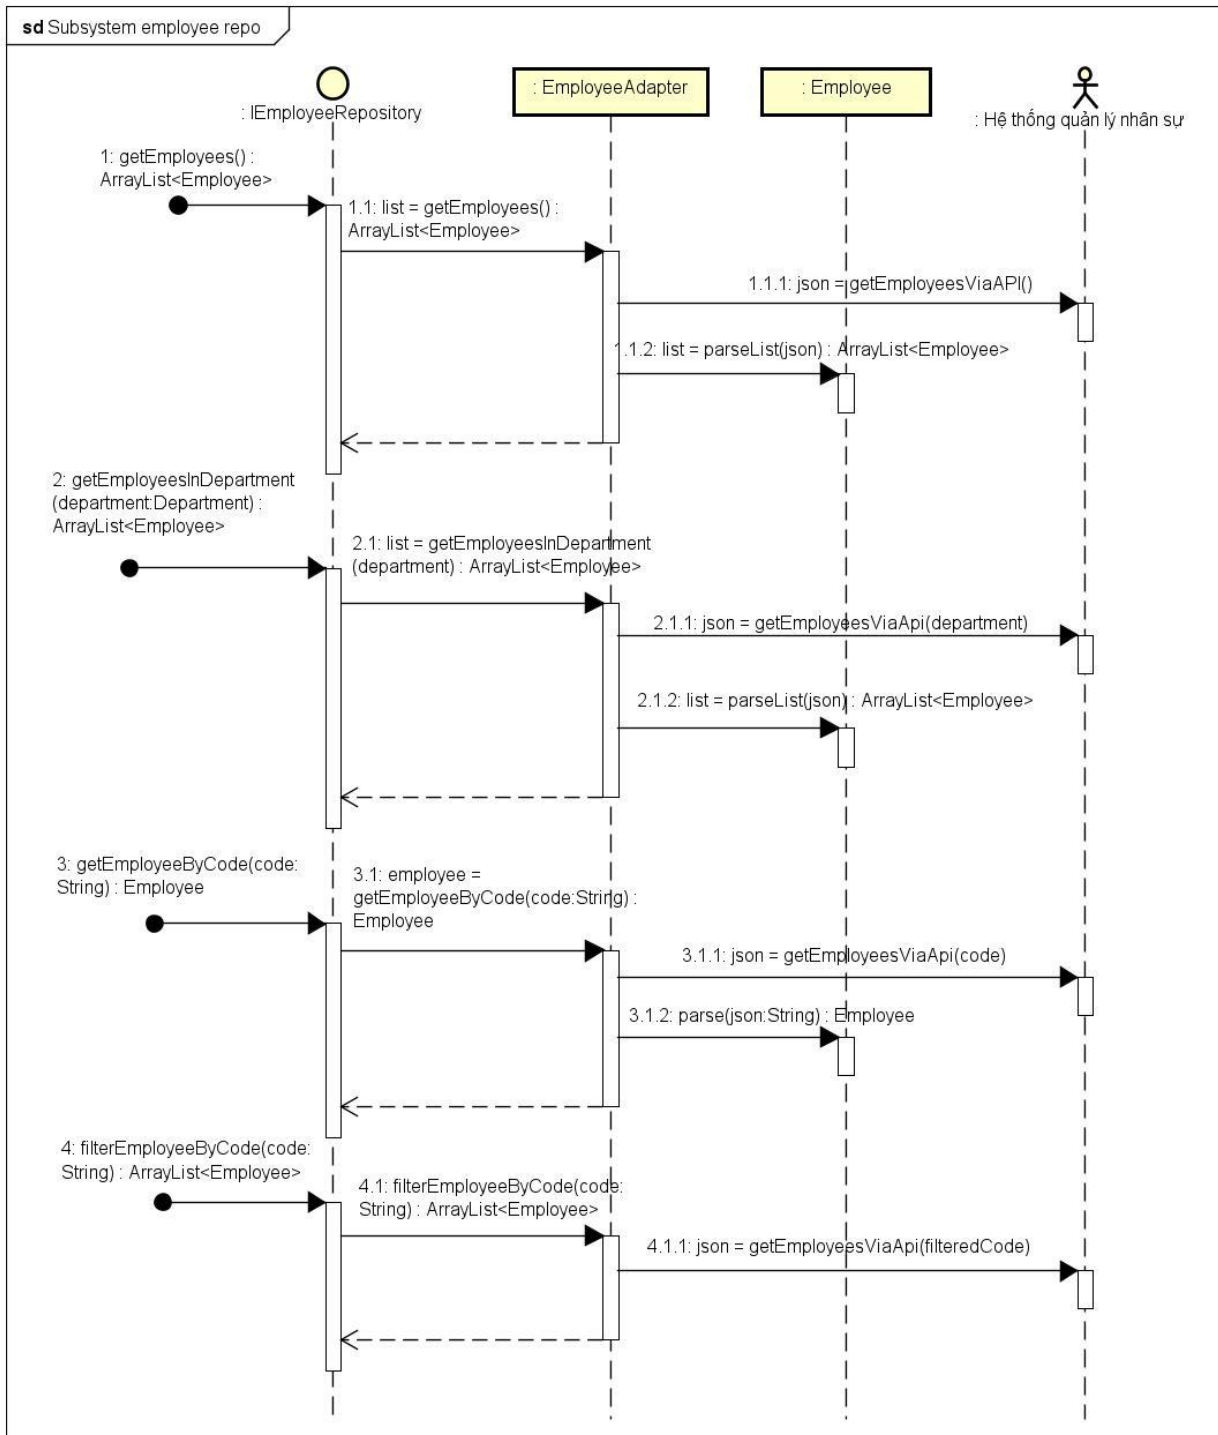 sd Subsystem employee repo
: IEmployeeRepository
: EmployeeAdapter
: Employee
: Hệ thống quản lý nhân sự
1: getEmployees() :
ArrayList<Employee>
1.1: list = getEmployees() :
ArrayList<Employee>
1.1.1: json = getEmployeesViaAPI()
1.1.2: list = parseList(json) : ArrayList<Employee>
2: getEmployeesInDepartment
(department:Department) :
ArrayList<Employee>
2.1: list = getEmployeesInDepartment
(department) : ArrayList<Employee>
2.1.1: json = getEmployeesViaApi(department)
2.1.2: list = parseList(json) : ArrayList<Employee>
3: getEmployeeByCode(code:
String) : Employee
3.1: employee =
getEmployeeByCode(code:String) :
Employee
3.1.1: json = getEmployeesViaApi(code)
3.1.2: parse(json:String) : Employee
4: filterEmployeeByCode(code:
String) : ArrayList<Employee>
4.1: filterEmployeeByCode(code:
String) : ArrayList<Employee>
4.1.1: json = getEmployeesViaApi(filteredCode)